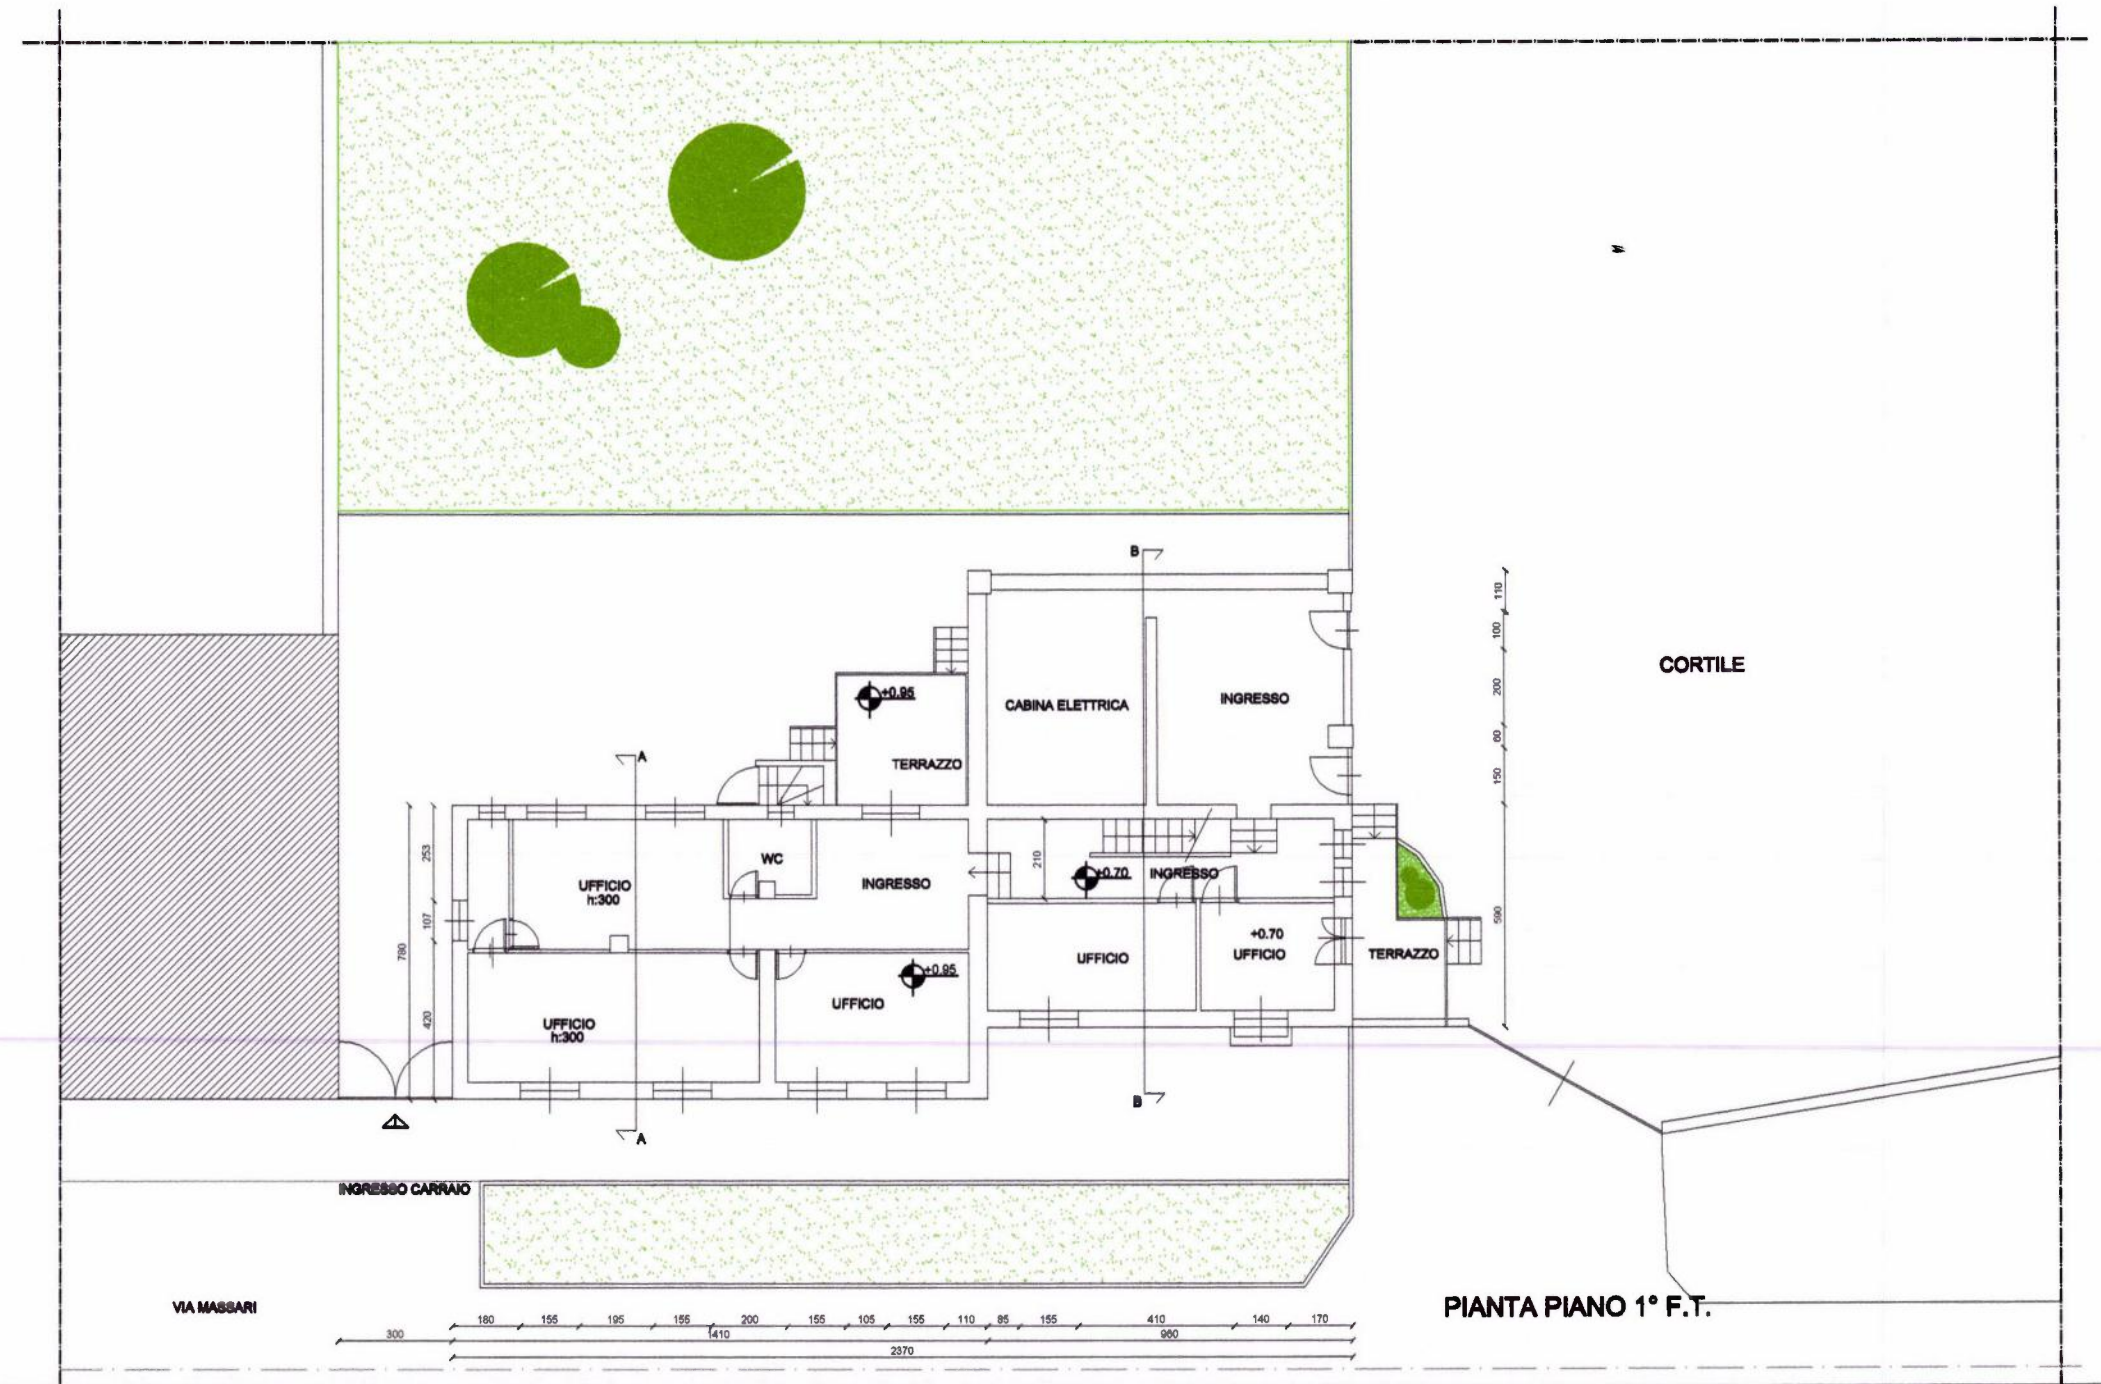 B
110
100
CORTILE
200
+0.95
INGRESSO
CABINA ELETTRICA
60
TERRAZZO
A
150
253
WC
210
UFFICIO
h:300
INGRESSO
+0.70
INGRESSO
107
590
780
+0.70
UFFICIO
UFFICIO
TERRAZZO
+0.95
UFFICIO
420
UFFICIO
h:300
B
A
INGRESSO CARRAIO
VIA MASSARI
PIANTA PIANO 1° F.T.
180 155 195 155 200 155 105 155 110 85 155 410 140 170
300 1410 960
2370